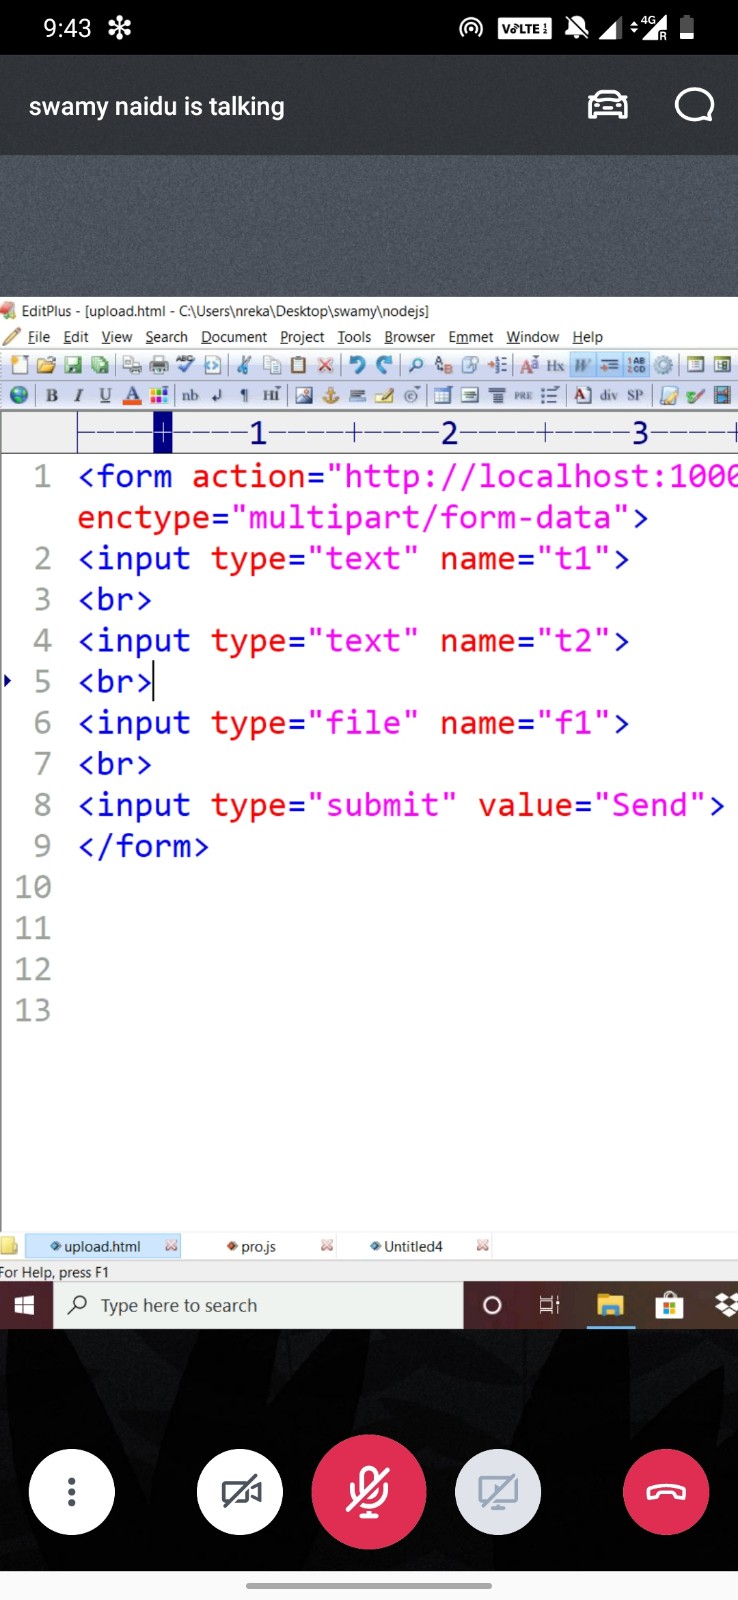 9:43
VoLTE 1
4G
R
swamy naidu is talking
EditPlus - [upload.html - C:\Users\nreka\Desktop\swamy\nodejs]
File Edit View Search Document Project Tools Browser Emmet Window Help
B I U A nb ¶ HI PRE A div SP
1 2 3
1 <form action="http://localhost:1000
enctype="multipart/form-data">
2 <input type="text" name="t1">
3 <br>
4 <input type="text" name="t2">
5 <br>
6 <input type="file" name="f1">
7 <br>
8 <input type="submit" value="Send">
9 </form>
10
11
12
13
upload.html pro.js Untitled4
For Help, press F1
Type here to search